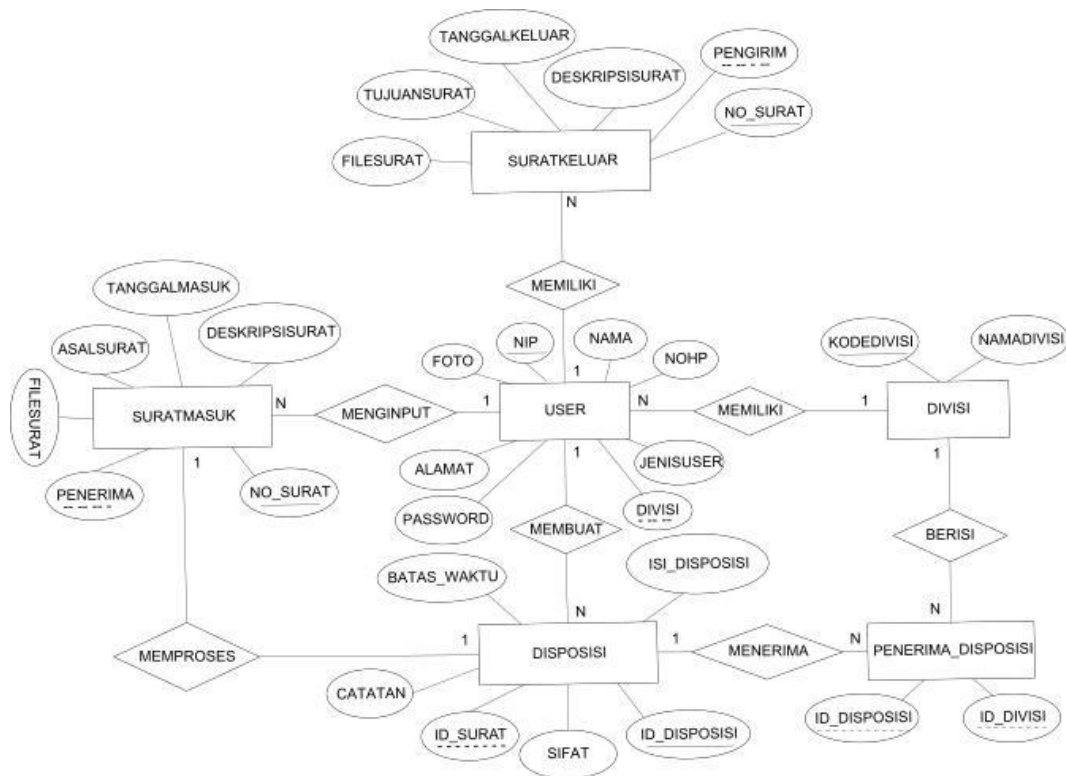 TANGGALKELUAR
PENGIRIM
DESKRIPSISURAT
TUJUANSURAT
NO_SURAT
FILESURAT
SURATKELUAR
N
MEMILIKI
TANGGALMASUK
DESKRIPSISURAT
ASALSURAT
FILESURAT
SURATMASUK
N
MENGINPUT
1
PENERIMA
NO_SURAT
1
FOTO
NIP
NAMA
NOHP
1
USER
N
MEMILIKI
1
KODEDIVISI
NAMADIVISI
DIVISI
1
ALAMAT
1
JENISUSER
PASSWORD
DIVISI
MEMBUAT
BERISI
BATAS_WAKTU
ISI_DISPOSISI
N
N
MEMPROSES
1
DISPOSISI
1
MENERIMA
N
PENERIMA_DISPOSISI
CATATAN
ID_SURAT
SIFAT
ID_DISPOSISI
ID_DISPOSISI
ID_DIVISI